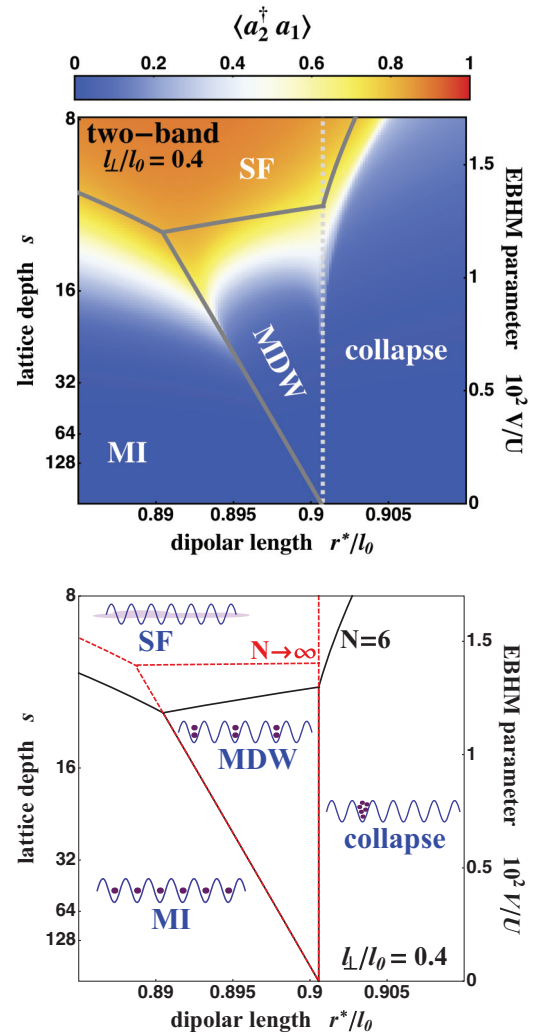 ⟨a₂† a₁⟩
0 0.2 0.4 0.6 0.8 1
two-band
l⊥/l₀ = 0.4
SF
MDW
collapse
MI
8
16
32
64
128
lattice depth s
1.5
1
0.5
0
EBHM parameter 10² V/U
0.89 0.895 0.9 0.905
dipolar length r*/l₀
SF
N→∞
N=6
MDW
collapse
MI
l⊥/l₀ = 0.4
8
16
32
64
128
lattice depth s
1.5
1
0.5
0
EBHM parameter 10² V/U
0.89 0.895 0.9 0.905
dipolar length r*/l₀